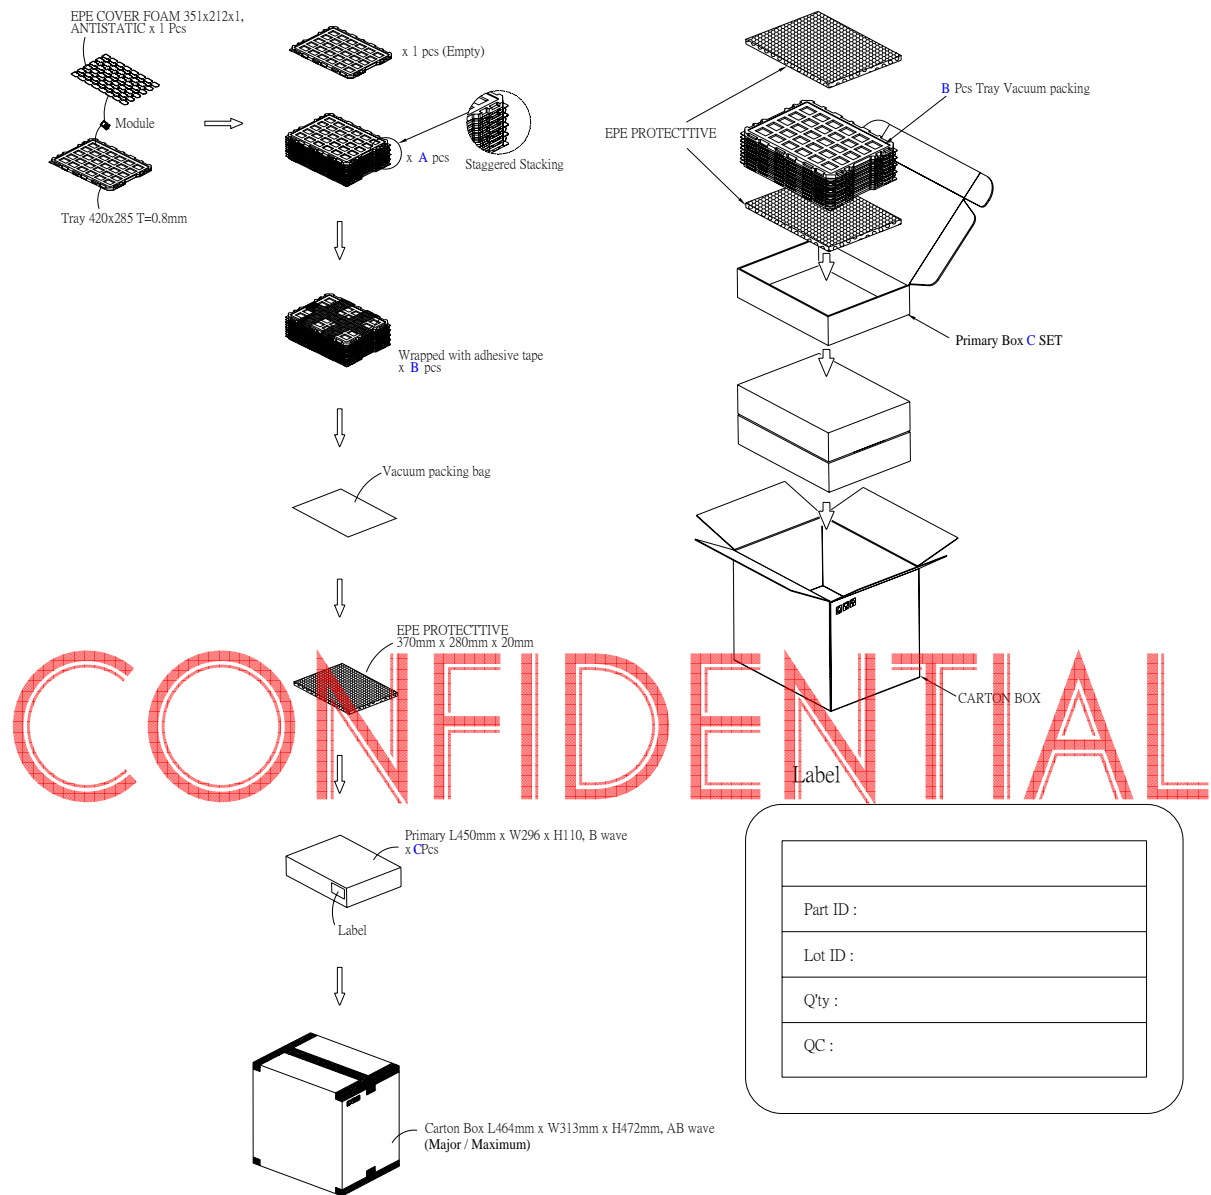 EPE COVER FOAM 351x212x1,
ANTISTATIC x 1 Pcs
Module
Tray 420x285 T=0.8mm
x 1 pcs (Empty)
x A pcs
Staggered Stacking
Wrapped with adhesive tape
x B pcs
Vacuum packing bag
EPE PROTECTTIVE
370mm x 280mm x 20mm
Primary L450mm x W296 x H110, B wave
x CPcs
Label
Carton Box L464mm x W313mm x H472mm, AB wave
(Major / Maximum)
EPE PROTECTTIVE
B Pcs Tray Vacuum packing
Primary Box C SET
CARTON BOX
CONFIDENTIAL
Label
Part ID :
Lot ID :
Q'ty :
QC :